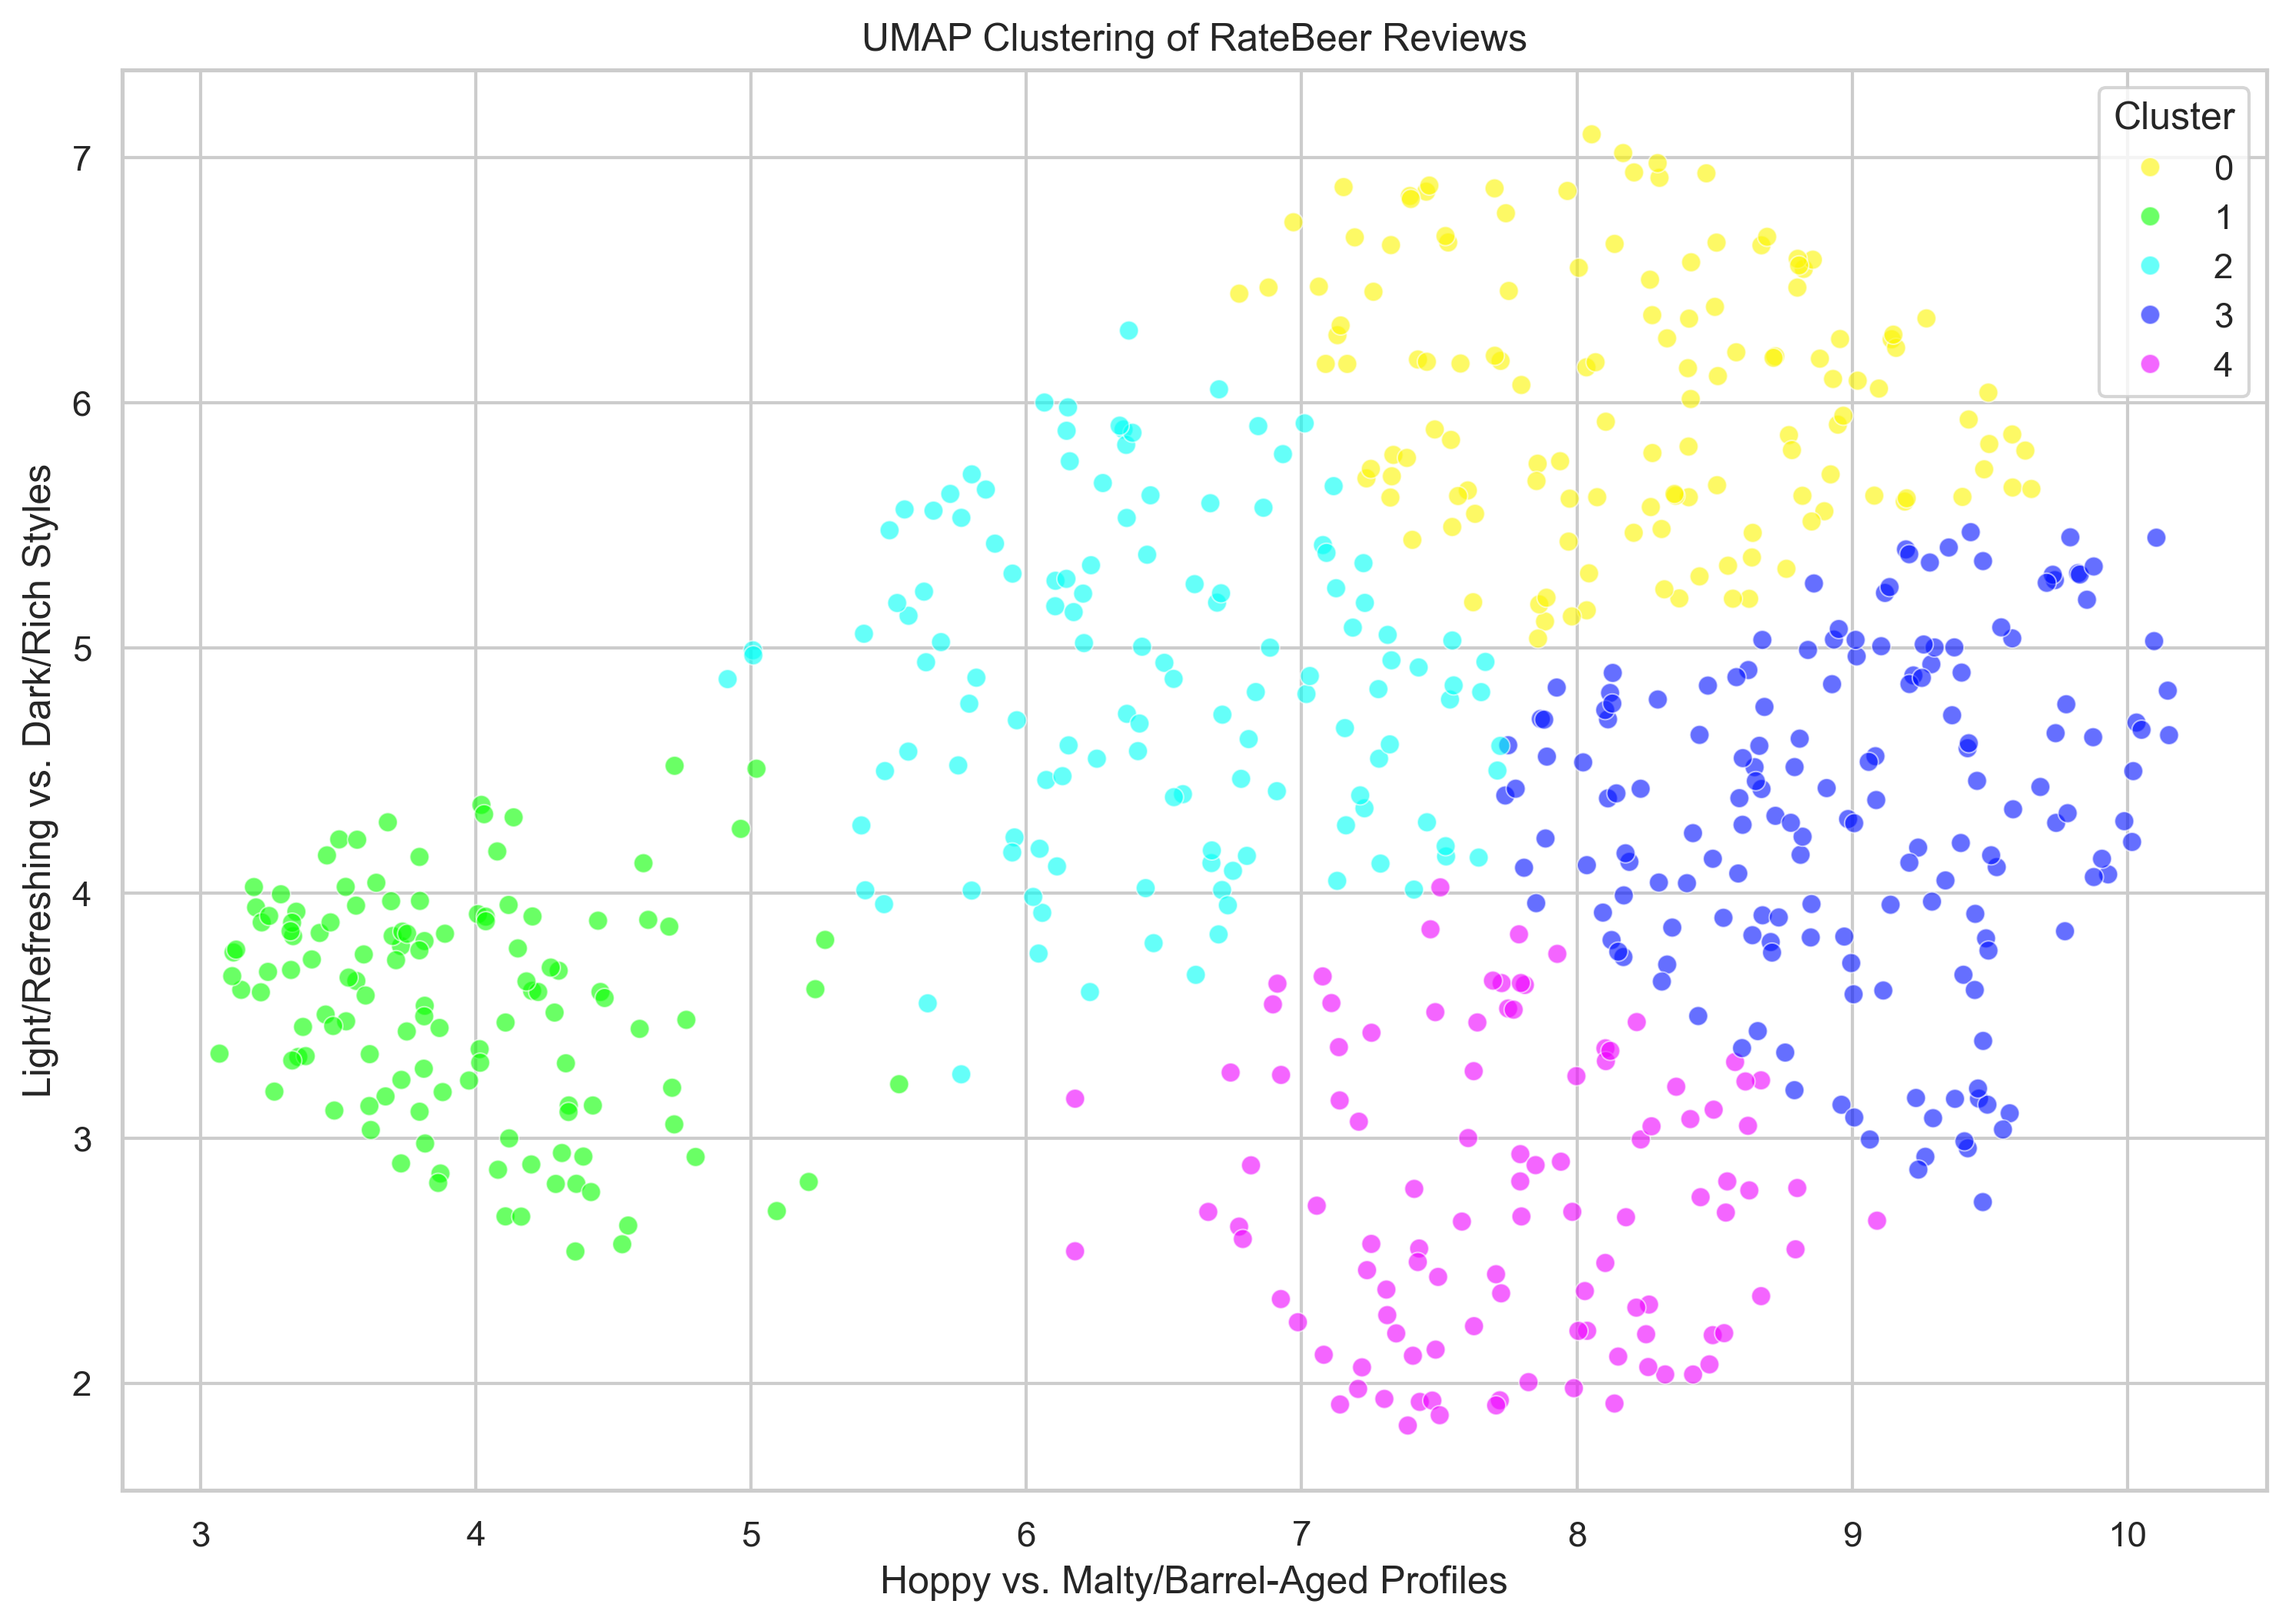 UMAP Clustering of RateBeer Reviews
Cluster
0
1
2
3
4
7
6
5
4
3
2
Light/Refreshing vs. Dark/Rich Styles
3 4 5 6 7 8 9 10
Hoppy vs. Malty/Barrel-Aged Profiles